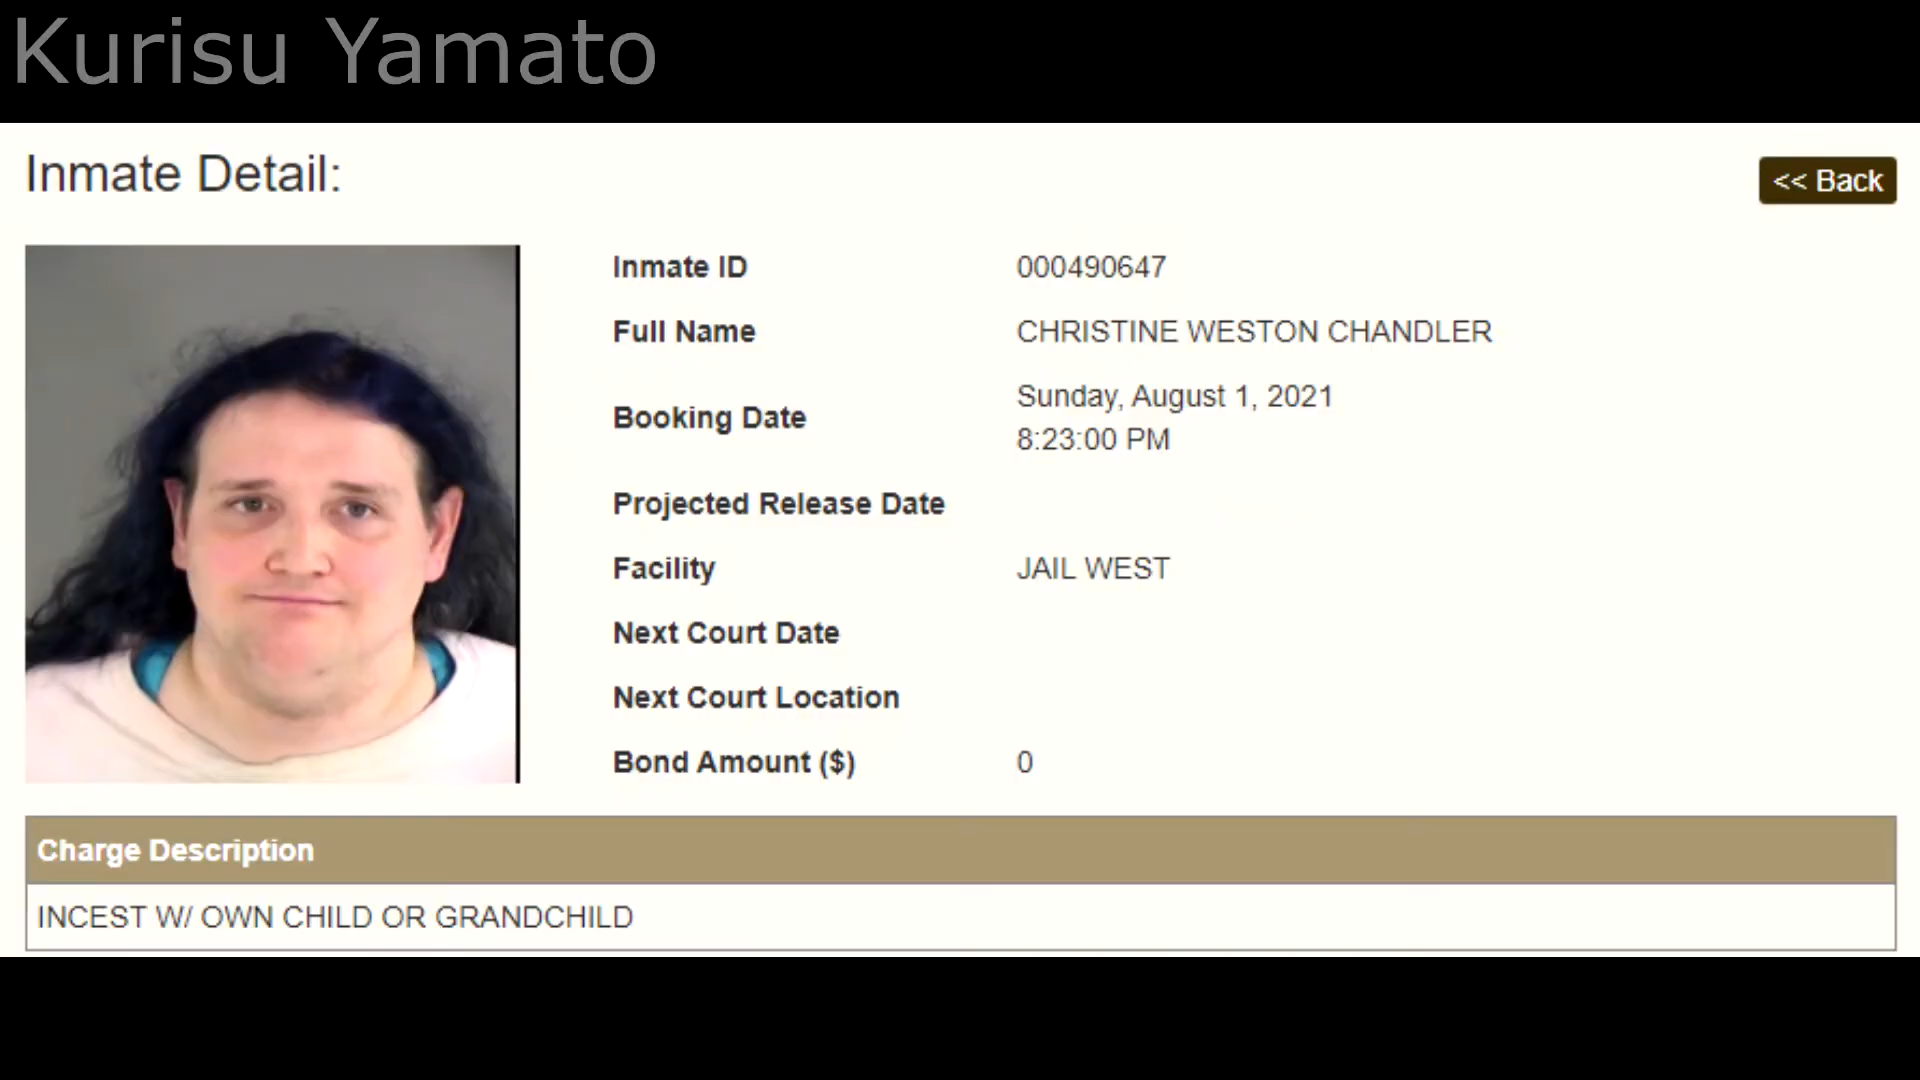 Kurisu Yamato
Inmate Detail:
<< Back
Inmate ID 000490647
Full Name CHRISTINE WESTON CHANDLER
Booking Date Sunday, August 1, 2021
8:23:00 PM
Projected Release Date
Facility JAIL WEST
Next Court Date
Next Court Location
Bond Amount ($) 0
Charge Description
INCEST W/ OWN CHILD OR GRANDCHILD